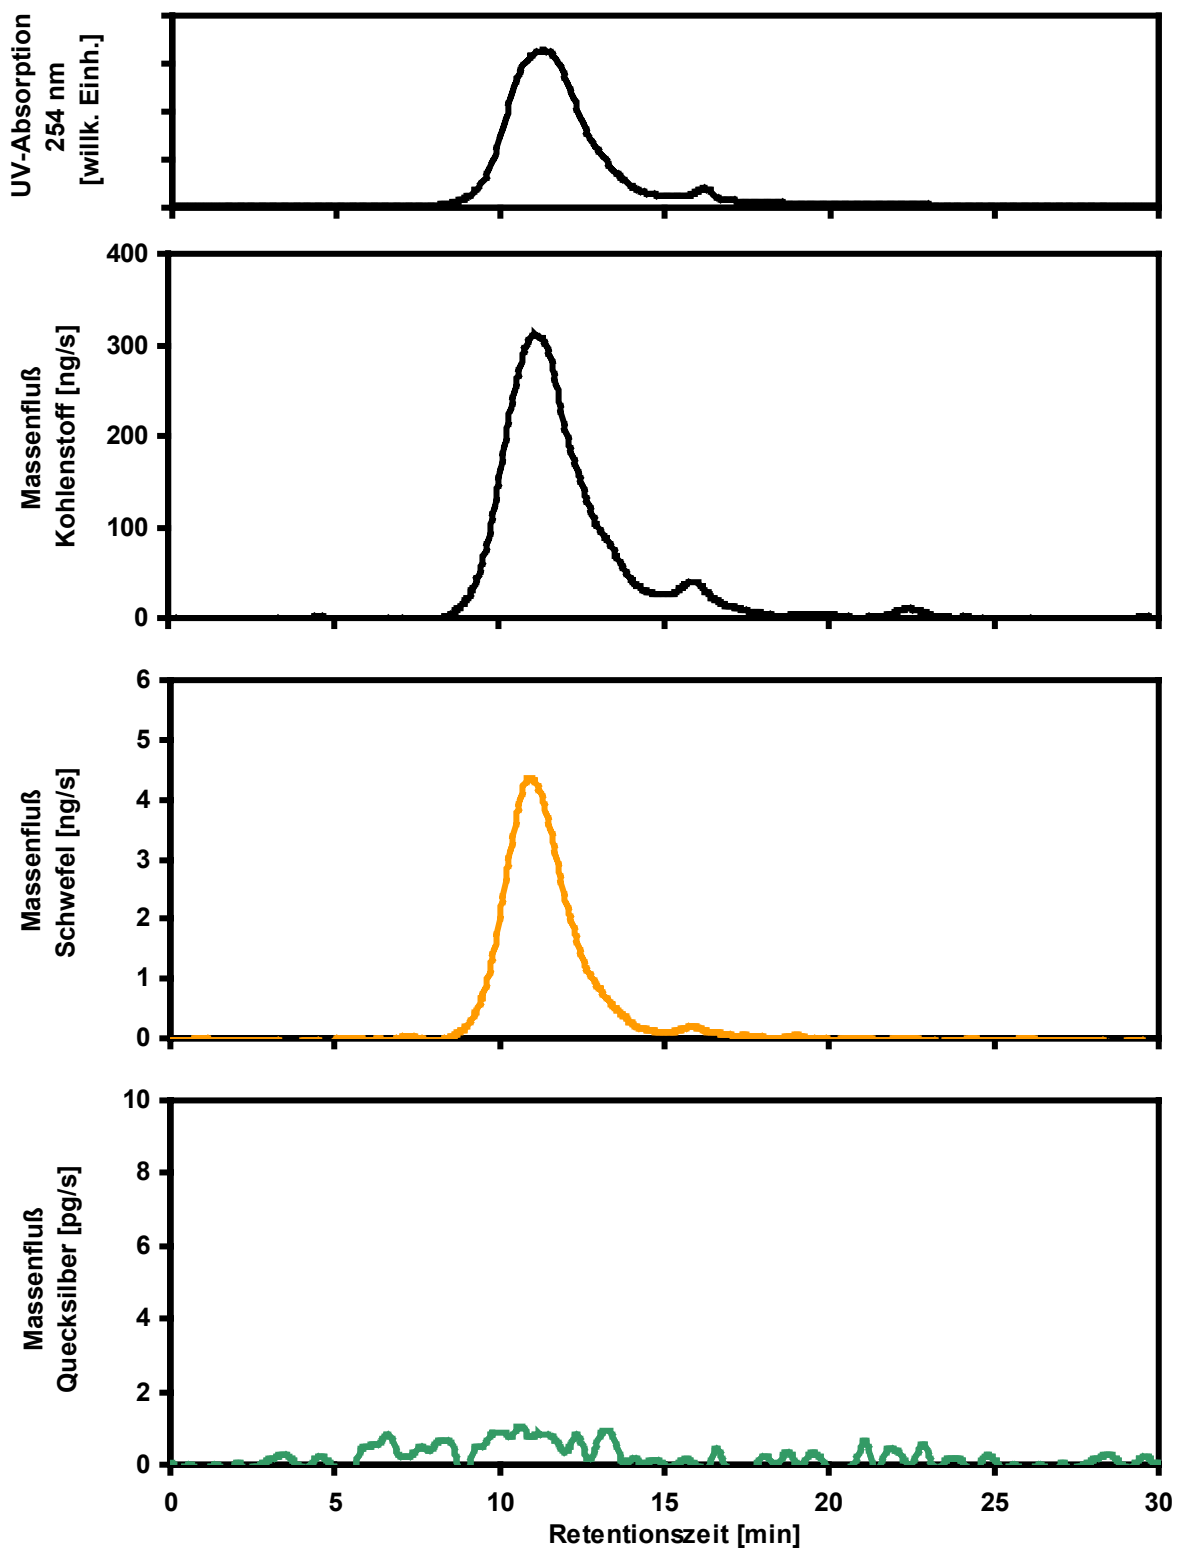 UV-Absorption
254 nm
[willk. Einh.]
400
300
200
100
0
Massenfluß
Kohlenstoff [ng/s]
6
5
4
3
2
1
0
Massenfluß
Schwefel [ng/s]
10
8
6
4
2
0
Massenfluß
Quecksilber [pg/s]
0 5 10 15 20 25 30
Retentionszeit [min]